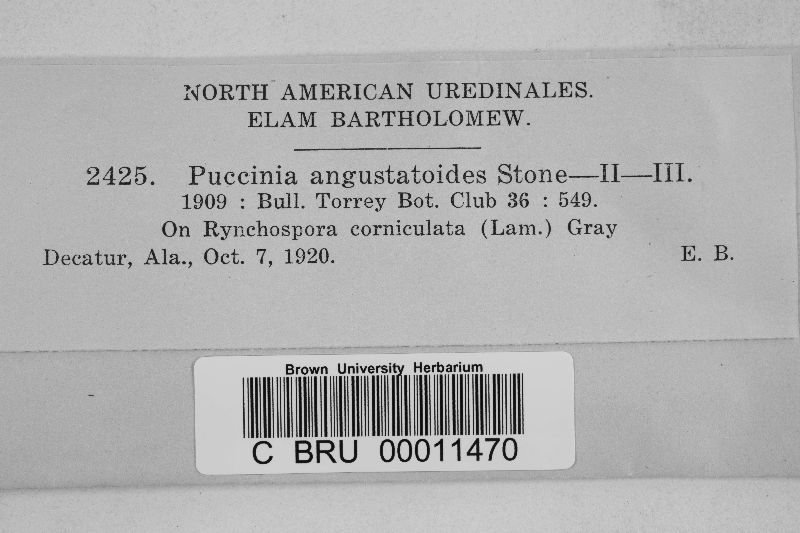 NORTH AMERICAN UREDINALES.
ELAM BARTHOLOMEW.
2425. Puccinia angustatoides Stone—II—III.
1909 : Bull. Torrey Bot. Club 36 : 549.
On Rynchospora corniculata (Lam.) Gray
Decatur, Ala., Oct. 7, 1920. E. B.
Brown University Herbarium
C BRU 00011470